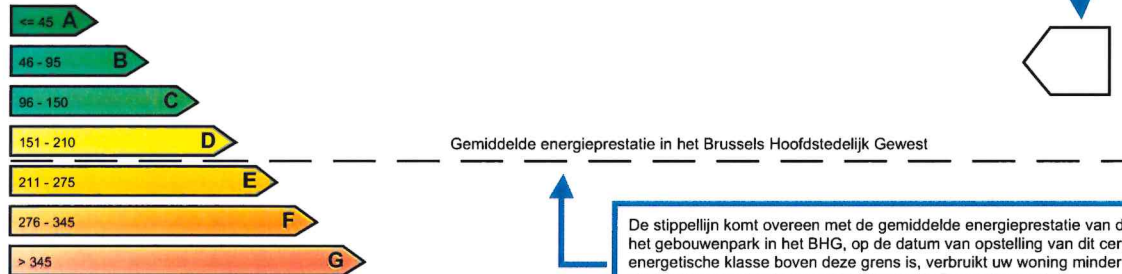 <= 45 A
46 - 95 B
96 - 150 C
151 - 210 D
Gemiddelde energieprestatie in het Brussels Hoofdstedelijk Gewest
211 - 275 E
276 - 345 F
> 345 G
De stippellijn komt overeen met de gemiddelde energieprestatie van
het gebouwenpark in het BHG, op de datum van opstelling van dit
energetische klasse boven deze grens is, verbruikt uw woning minder